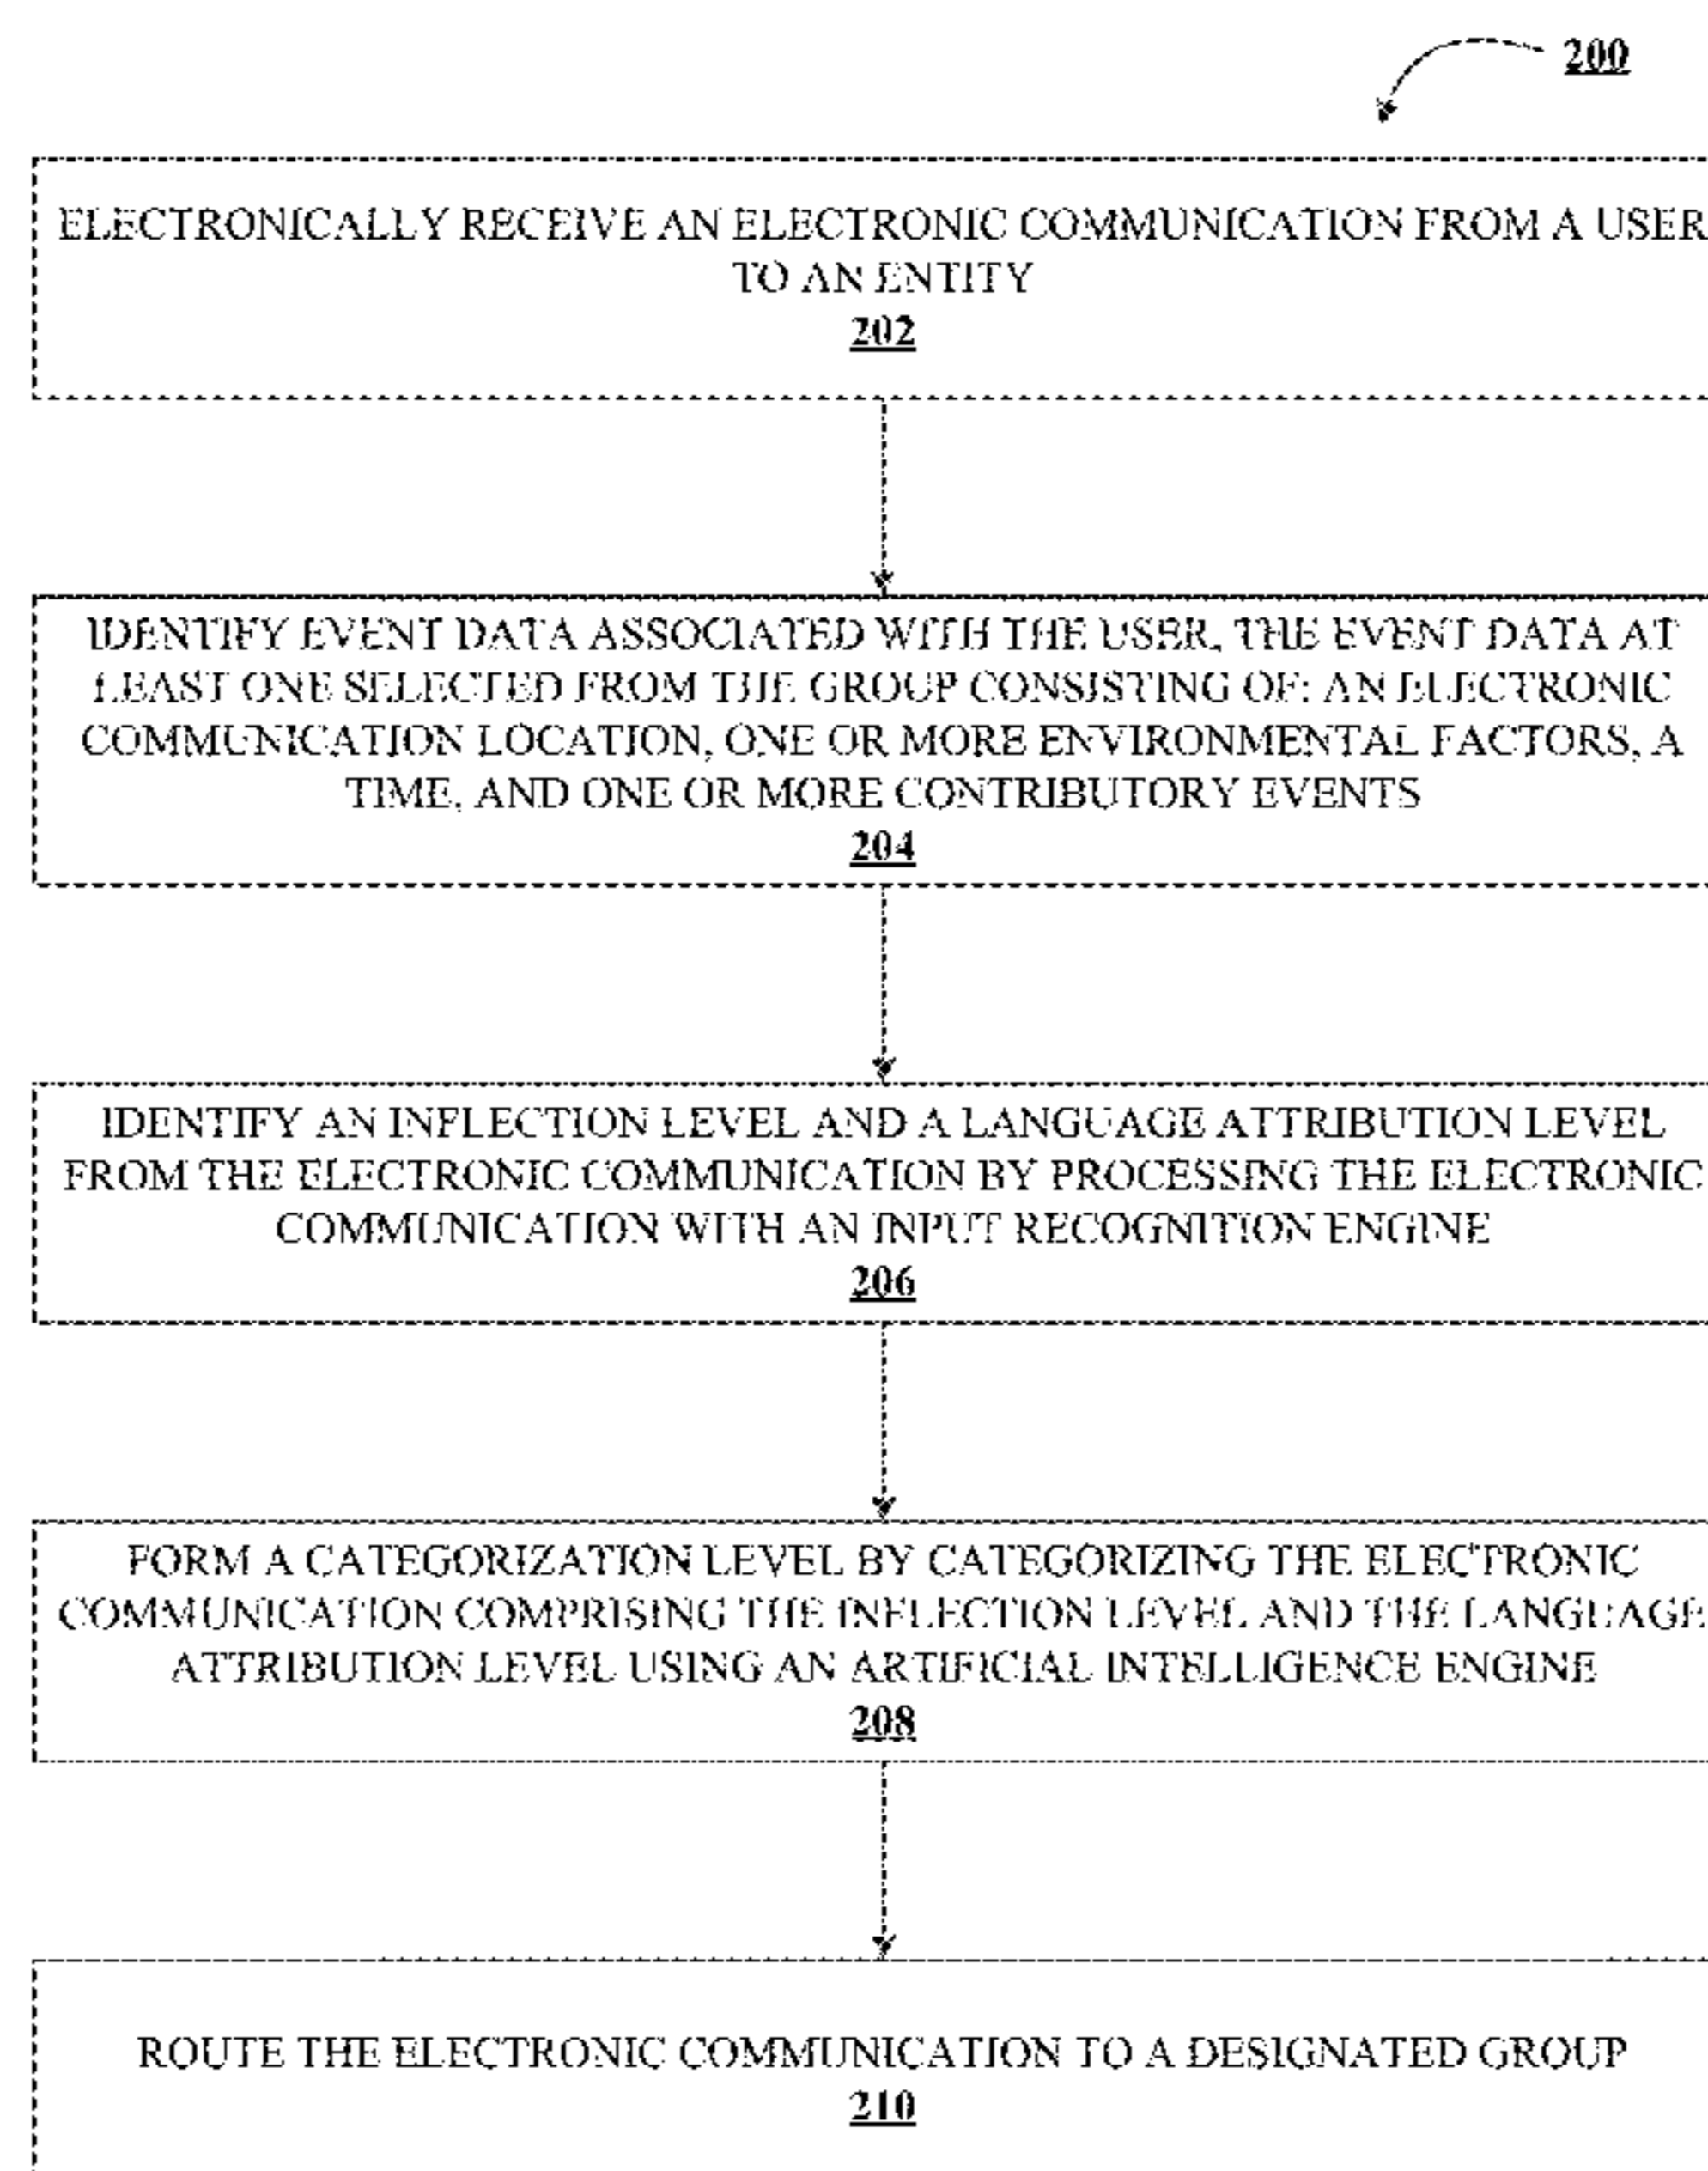 200
ELECTRONICALLY RECEIVE AN ELECTRONIC COMMUNICATION FROM A USER
TO AN ENTITY
202
IDENTIFY EVENT DATA ASSOCIATED WITH THE USER, THE EVENT DATA AT
LEAST ONE SELECTED FROM THE GROUP CONSISTING OF: AN ELECTRONIC
COMMUNICATION LOCATION, ONE OR MORE ENVIRONMENTAL FACTORS, A
TIME, AND ONE OR MORE CONTRIBUTORY EVENTS
204
IDENTIFY AN INFLECTION LEVEL AND A LANGUAGE ATTRIBUTION LEVEL
FROM THE ELECTRONIC COMMUNICATION BY PROCESSING THE ELECTRONIC
COMMUNICATION WITH AN INPUT RECOGNITION ENGINE
206
FORM A CATEGORIZATION LEVEL BY CATEGORIZING THE ELECTRONIC
COMMUNICATION COMPRISING THE INFLECTION LEVEL AND THE LANGUAGE
ATTRIBUTION LEVEL USING AN ARTIFICIAL INTELLIGENCE ENGINE
208
ROUTE THE ELECTRONIC COMMUNICATION TO A DESIGNATED GROUP
210